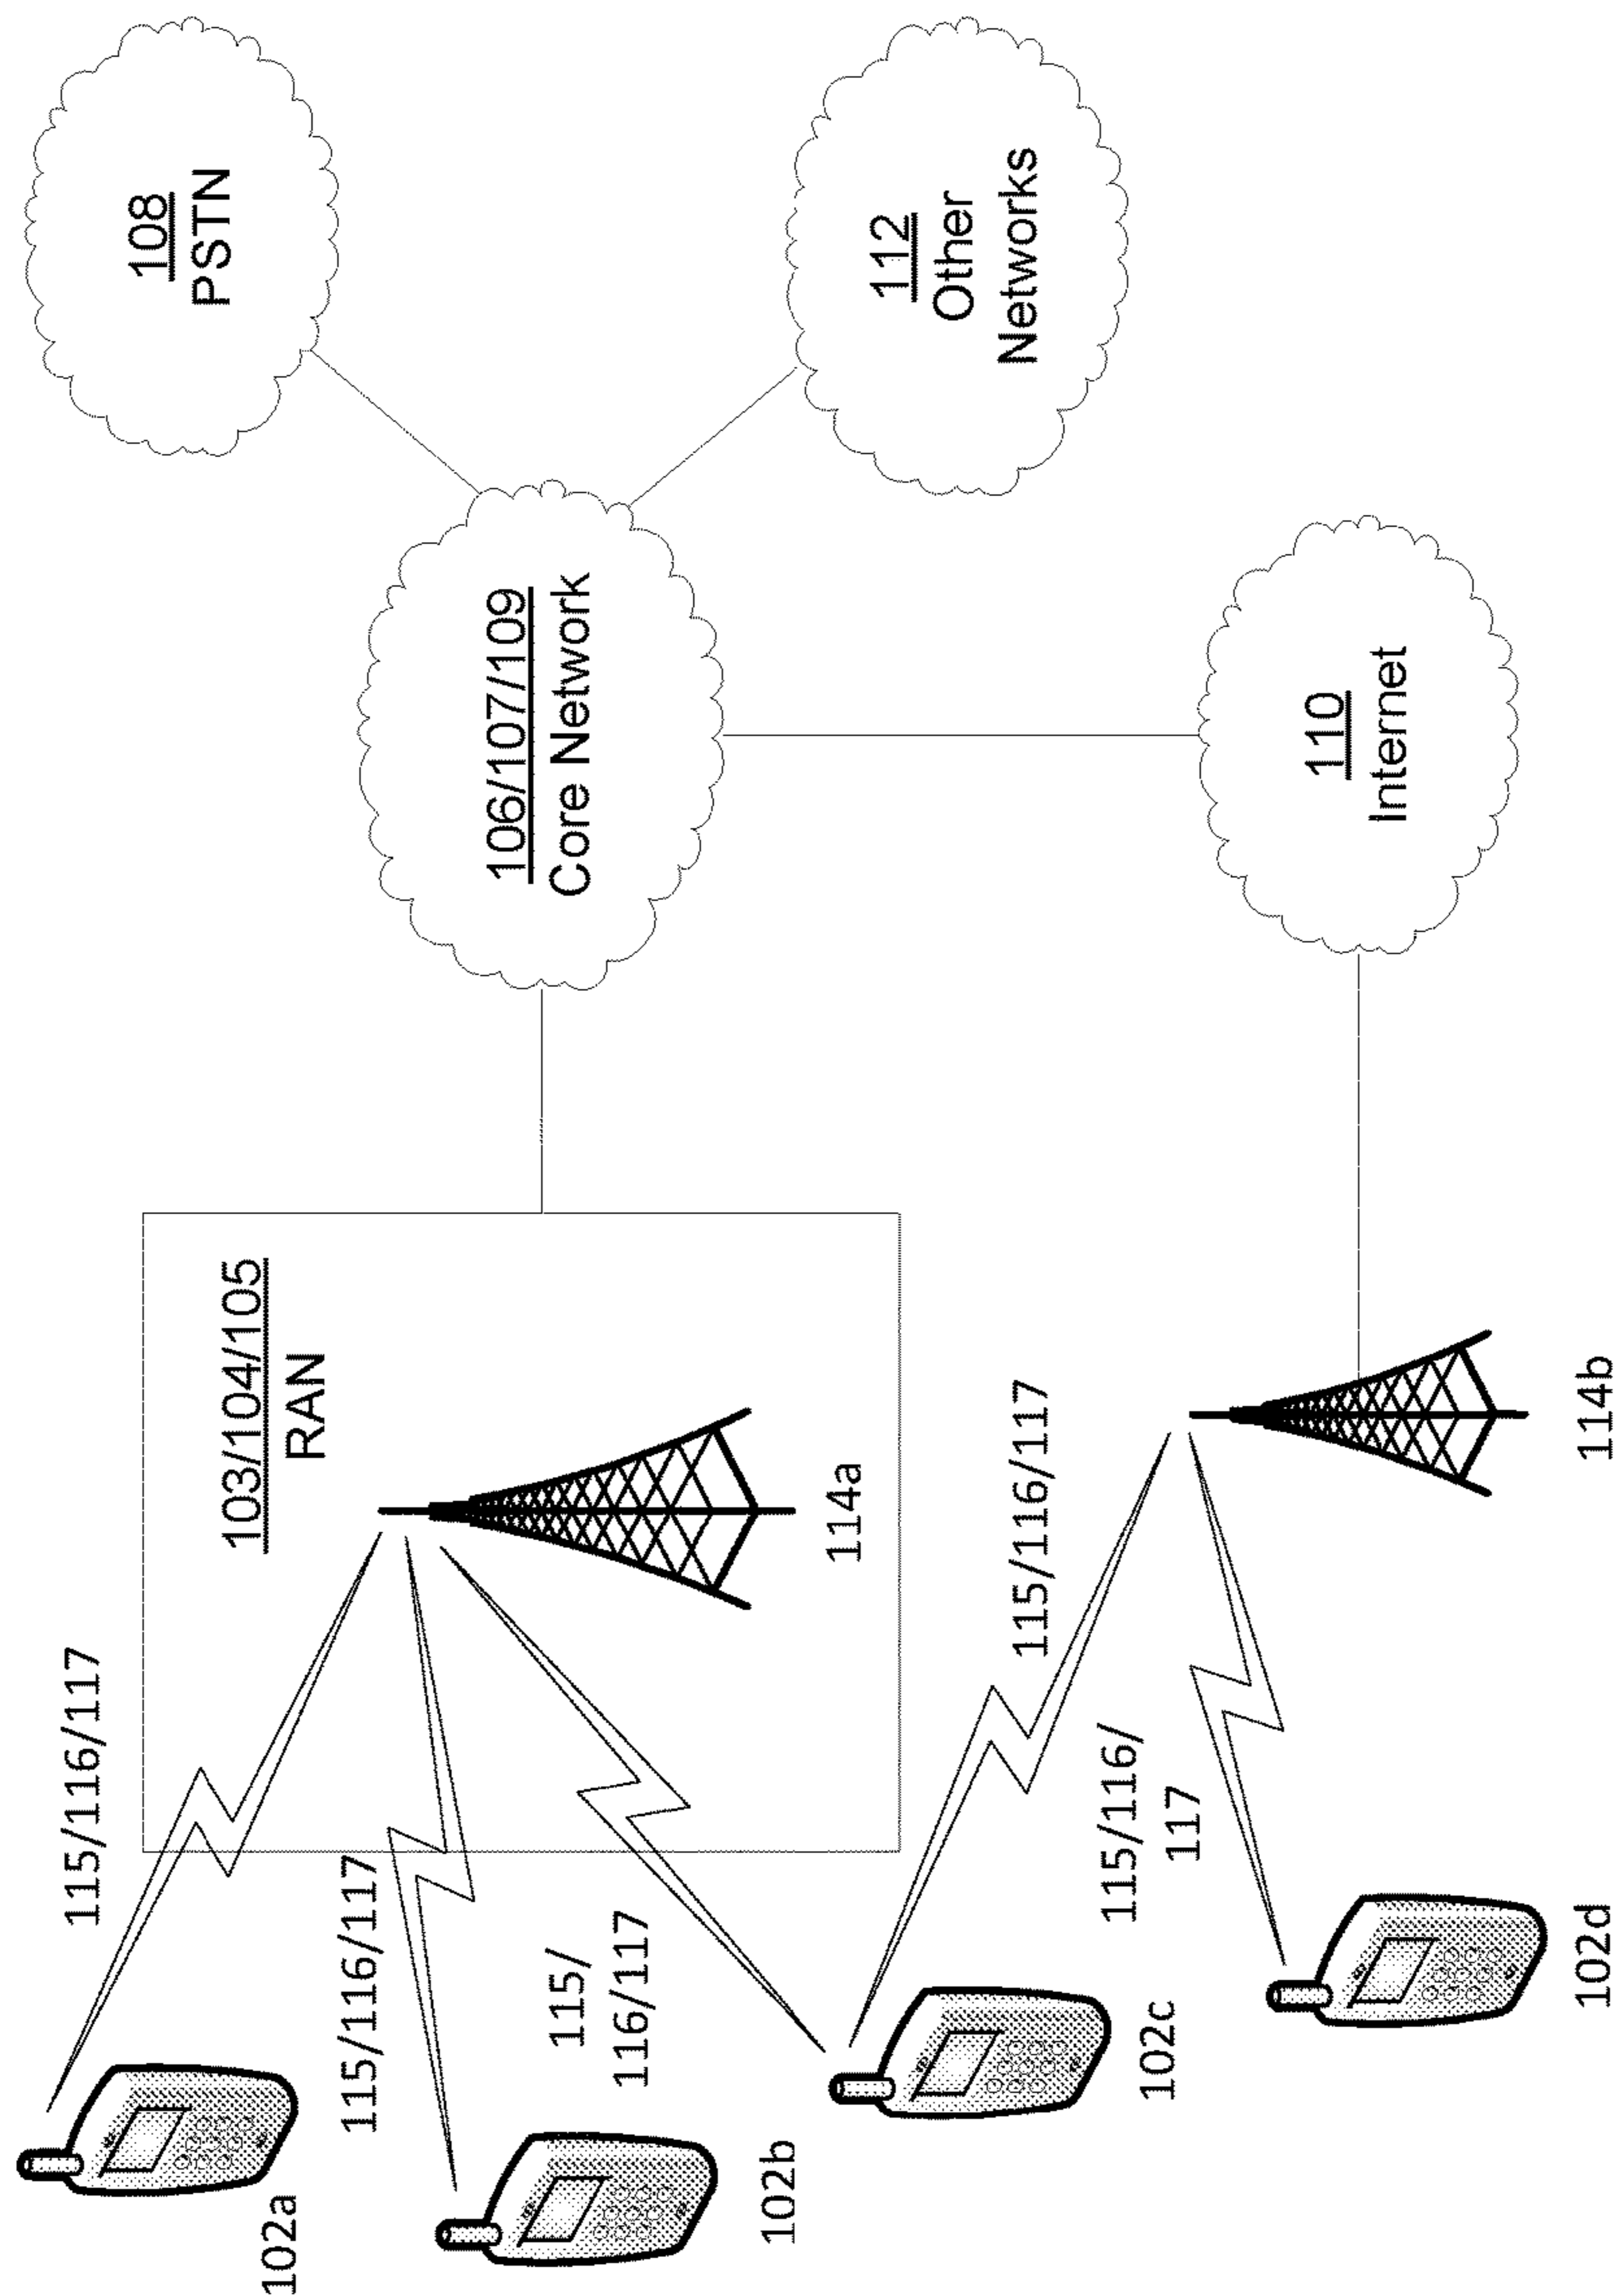 115/116/117
102a
115/116/117
102b
115/
116/117
102c
103/104/105
RAN
114a
106/107/109
Core Network
108
PSTN
112
Other
Networks
115/116/117
115/116/
117
102d
114b
110
Internet